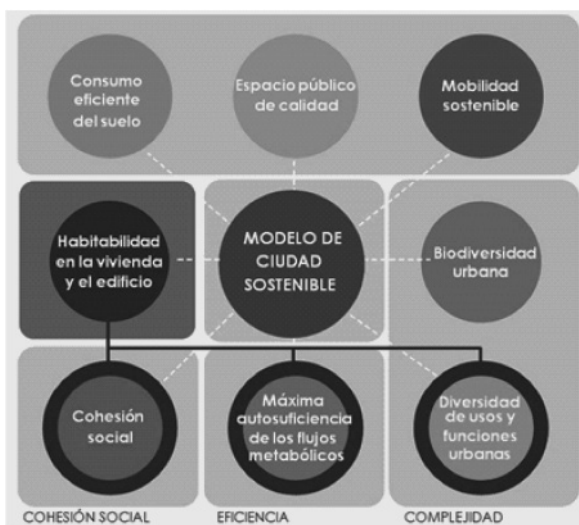 Consumo
eficiente
del suelo
Espacio público
de calidad
Mobilidad
sostenible
Habitabilidad
en la vivienda
y el edificio
MODELO DE
CIUDAD
SOSTENIBLE
Biodiversidad
urbana
Cohesión
social
Máxima
autosuficiencia
de los flujos
metabólicos
Diversidad
de usos y
funciones
urbanas
COHESIÓN SOCIAL
EFICIENCIA
COMPLEJIDAD